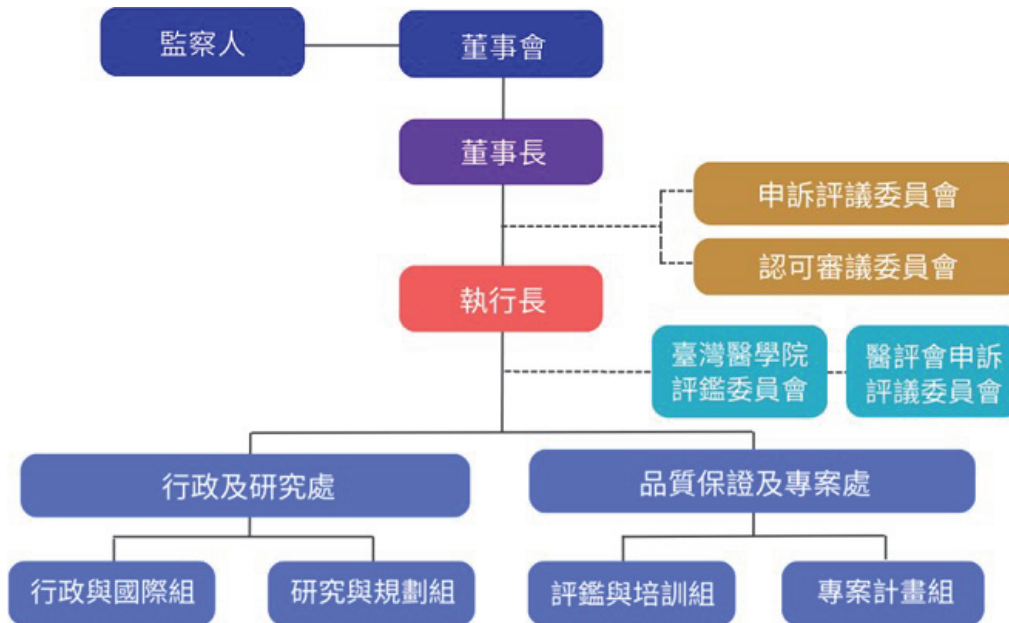 監察人
董事會
董事長
申訴評議委員會
認可審議委員會
執行長
臺灣醫學院
評鑑委員會
醫評會申訴
評議委員會
行政及研究處
品質保證及專案處
行政與國際組
研究與規劃組
評鑑與培訓組
專案計畫組